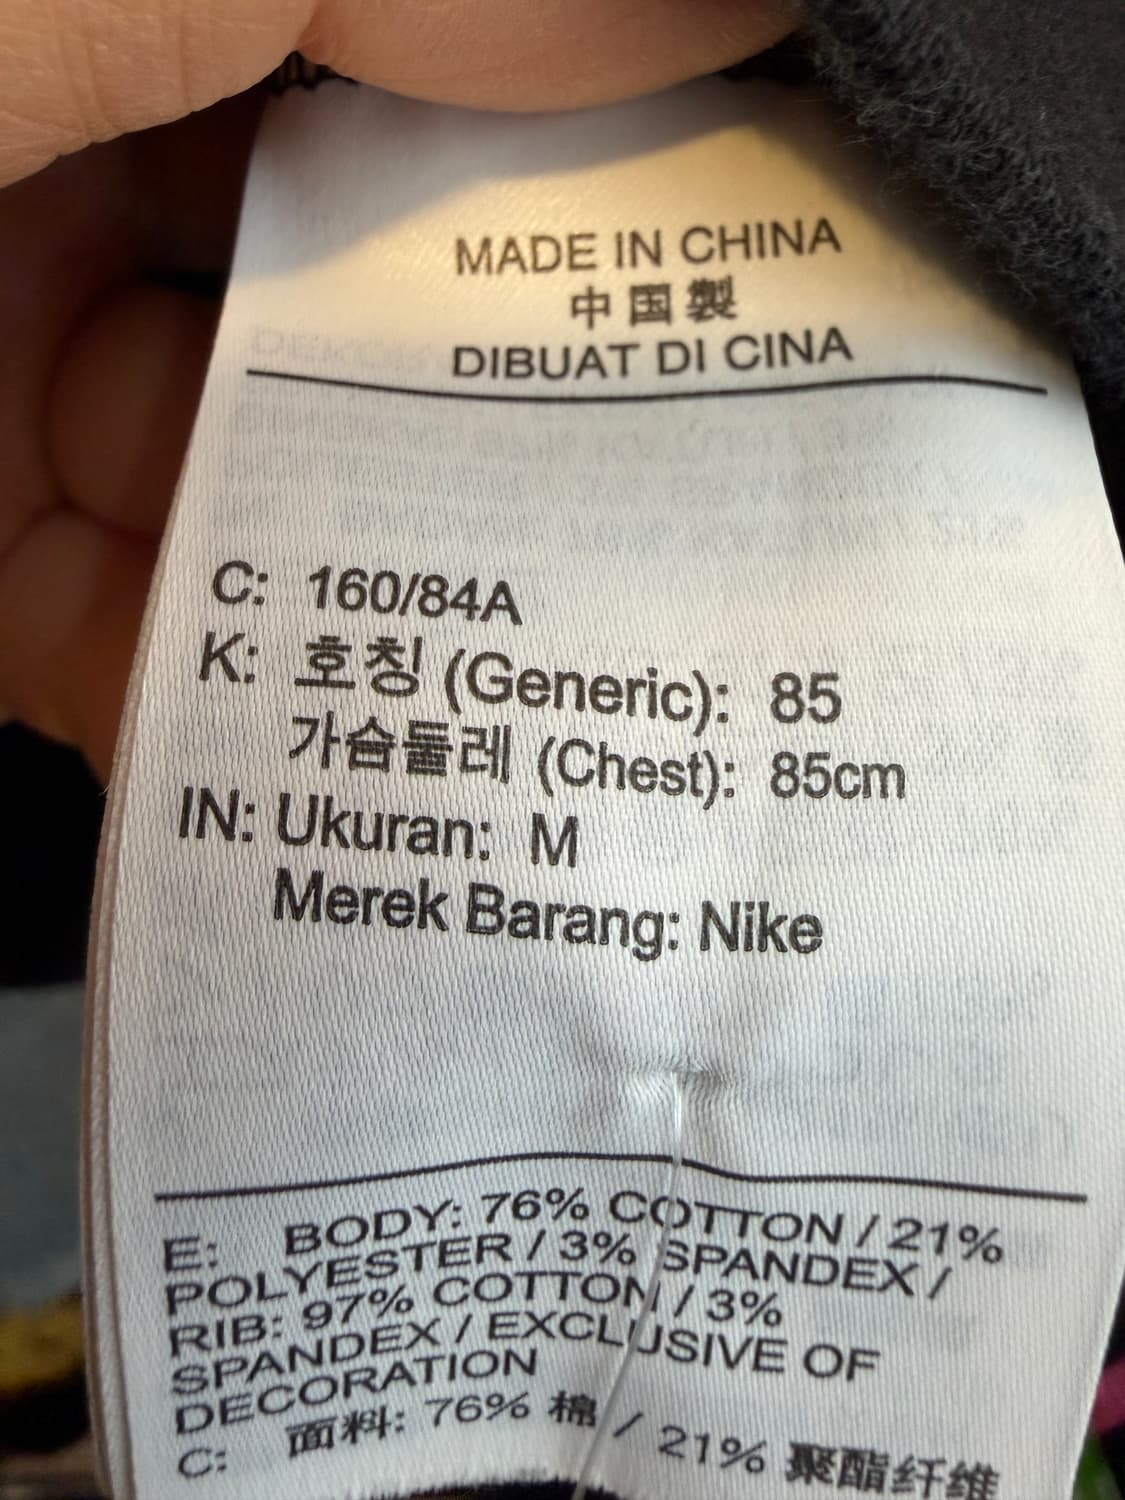 MADE IN CHINA
中国製
DIBUAT DI CINA
C: 160/84A
K: 호칭 (Generic): 85
가슴둘레 (Chest): 85cm
IN: Ukuran: M
Merek Barang: Nike
E: BODY: 76% COTTON / 21%
POLYESTER / 3% SPANDEX /
RIB: 97% COTTON / 3%
SPANDEX / EXCLUSIVE OF
DECORATION
C: 面料: 76% 棉 / 21% 聚酯纤维